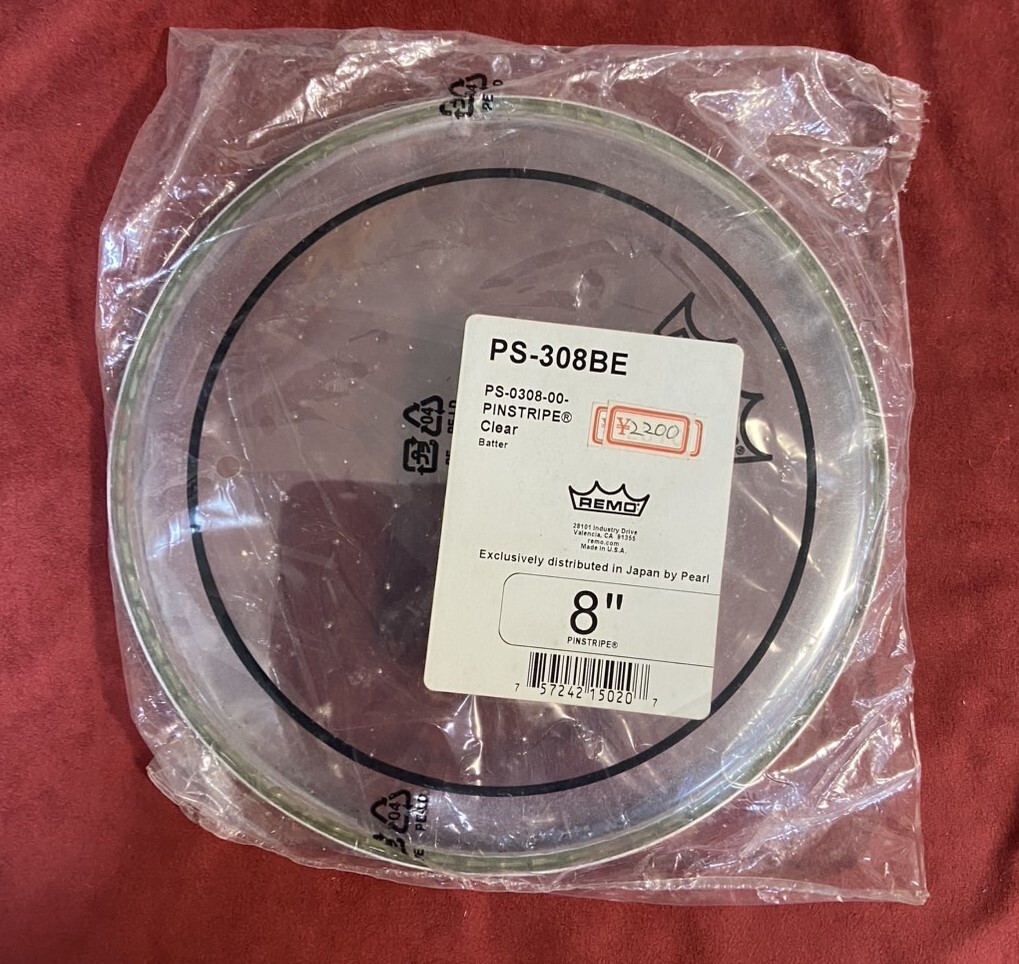 PS-308BE
PS-0308-00-
PINSTRIPE®
Clear
Batter
¥2200
REMO
28101 Industry Drive
Valencia, CA 91355
remo.com
Made in U.S.A.
Exclusively distributed in Japan by Pearl
8"
PINSTRIPE®
7 57242 15020 7